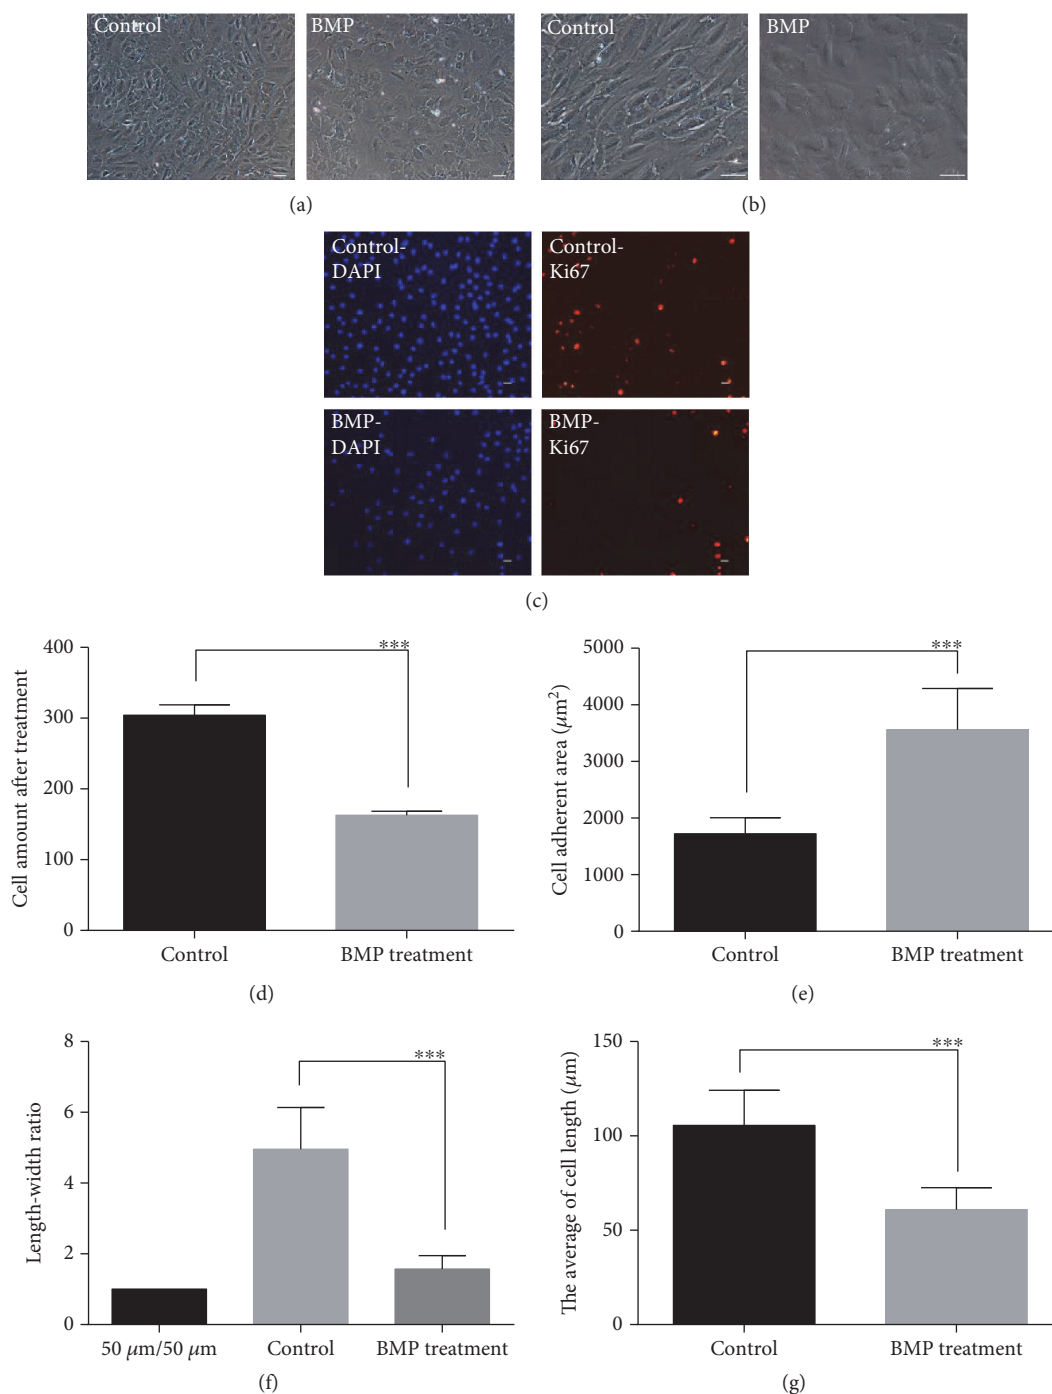 Control
BMP
Control
BMP
(a)
(b)
Control-
DAPI
Control-
Ki67
BMP-
DAPI
BMP-
Ki67
(c)
***
400
300
200
100
0
Cell amount after treatment
Control
BMP treatment
(d)
***
5000
4000
3000
2000
1000
0
Cell adherent area (μm²)
Control
BMP treatment
(e)
***
8
6
4
2
0
Length-width ratio
50 μm/50 μm
Control
BMP treatment
(f)
***
150
100
50
0
The average of cell length (μm)
Control
BMP treatment
(g)